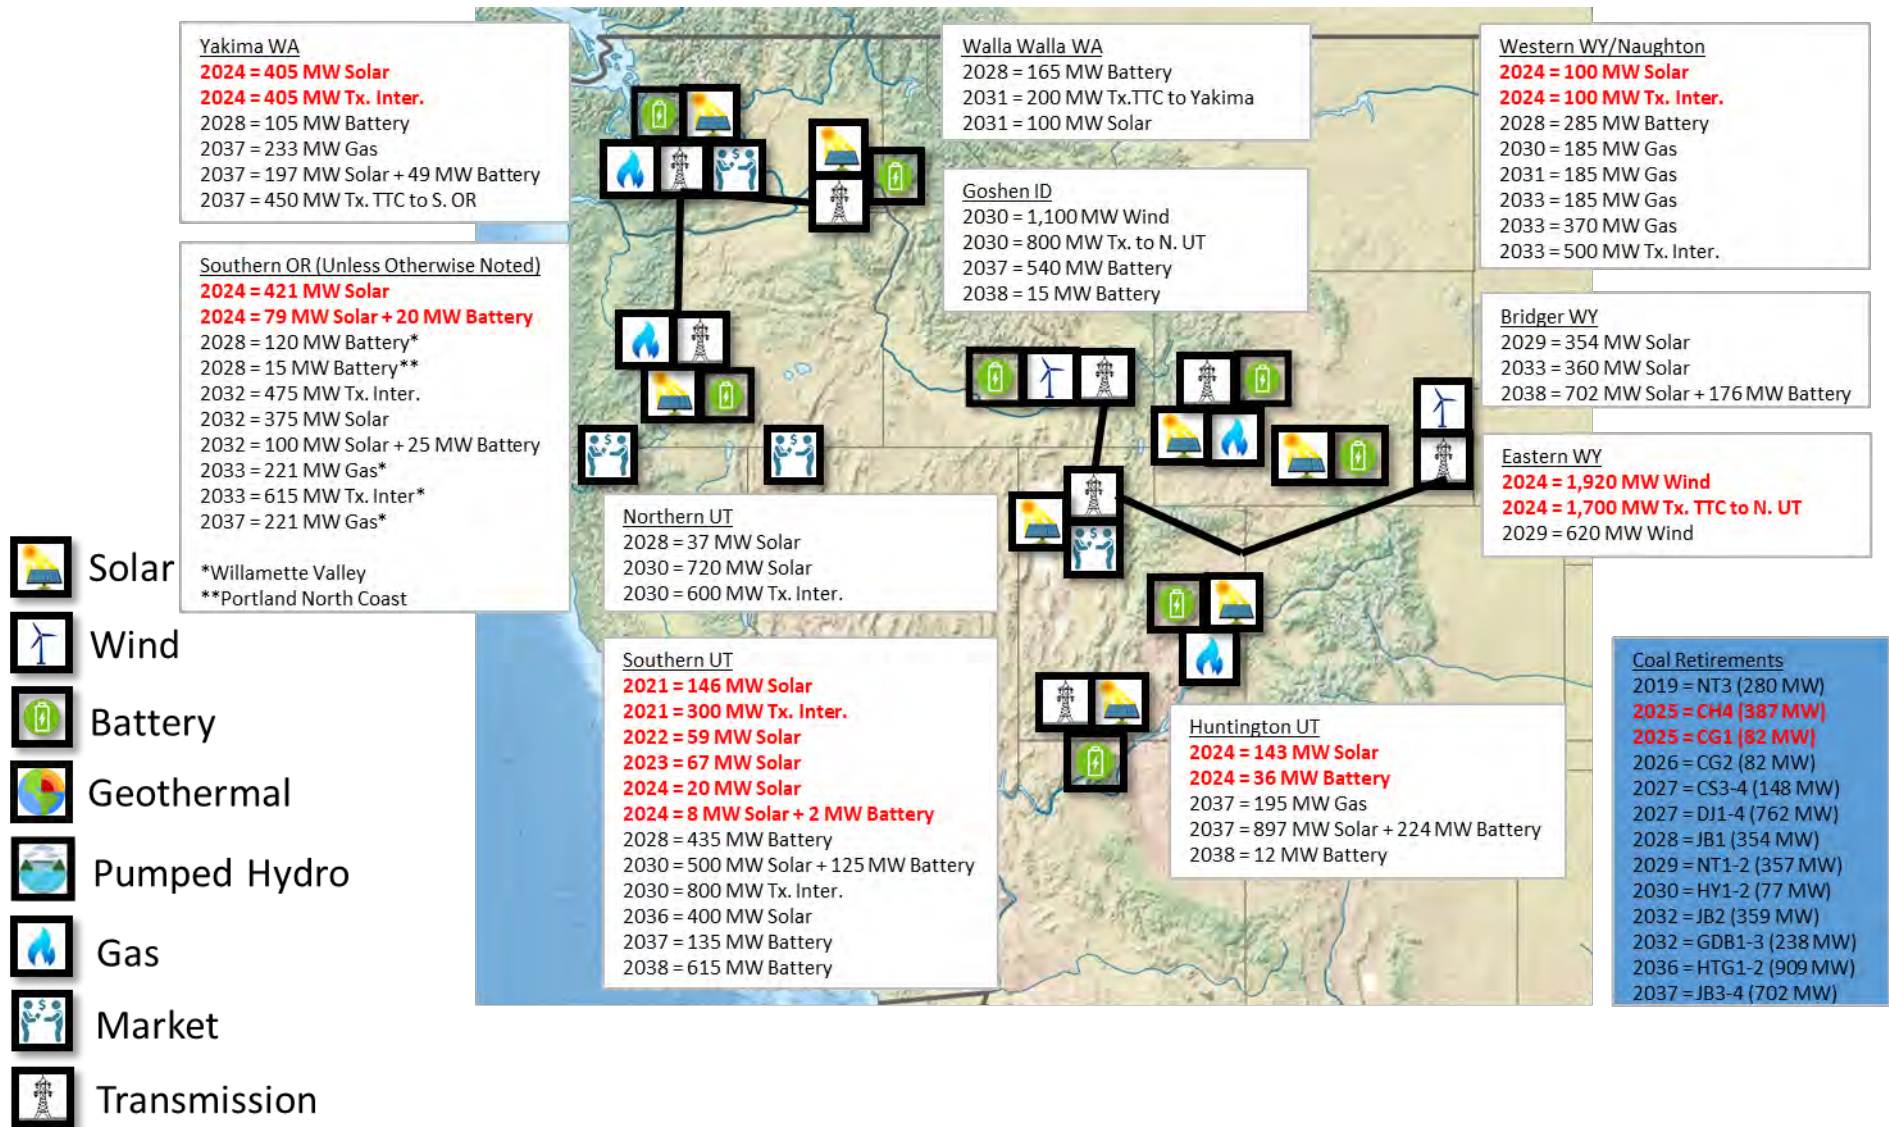 Yakima WA
2024 = 405 MW Solar
2024 = 405 MW Tx. Inter.
2028 = 105 MW Battery
2037 = 233 MW Gas
2037 = 197 MW Solar + 49 MW Battery
2037 = 450 MW Tx. TTC to S. OR
Southern OR (Unless Otherwise Noted)
2024 = 421 MW Solar
2024 = 79 MW Solar + 20 MW Battery
2028 = 120 MW Battery*
2028 = 15 MW Battery**
2032 = 475 MW Tx. Inter.
2032 = 375 MW Solar
2032 = 100 MW Solar + 25 MW Battery
2033 = 221 MW Gas*
2033 = 615 MW Tx. Inter*
2037 = 221 MW Gas*
*Willamette Valley
**Portland North Coast
Walla Walla WA
2028 = 165 MW Battery
2031 = 200 MW Tx.TTC to Yakima
2031 = 100 MW Solar
Goshen ID
2030 = 1,100 MW Wind
2030 = 800 MW Tx. to N. UT
2037 = 540 MW Battery
2038 = 15 MW Battery
Western WY/Naughton
2024 = 100 MW Solar
2024 = 100 MW Tx. Inter.
2028 = 285 MW Battery
2030 = 185 MW Gas
2031 = 185 MW Gas
2033 = 185 MW Gas
2033 = 370 MW Gas
2033 = 500 MW Tx. Inter.
Bridger WY
2029 = 354 MW Solar
2033 = 360 MW Solar
2038 = 702 MW Solar + 176 MW Battery
Eastern WY
2024 = 1,920 MW Wind
2024 = 1,700 MW Tx. TTC to N. UT
2029 = 620 MW Wind
Northern UT
2028 = 37 MW Solar
2030 = 720 MW Solar
2030 = 600 MW Tx. Inter.
Southern UT
2021 = 146 MW Solar
2021 = 300 MW Tx. Inter.
2022 = 59 MW Solar
2023 = 67 MW Solar
2024 = 20 MW Solar
2024 = 8 MW Solar + 2 MW Battery
2028 = 435 MW Battery
2030 = 500 MW Solar + 125 MW Battery
2030 = 800 MW Tx. Inter.
2036 = 400 MW Solar
2037 = 135 MW Battery
2038 = 615 MW Battery
Huntington UT
2024 = 143 MW Solar
2024 = 36 MW Battery
2037 = 195 MW Gas
2037 = 897 MW Solar + 224 MW Battery
2038 = 12 MW Battery
Coal Retirements
2019 = NT3 (280 MW)
2025 = CH4 (387 MW)
2025 = CG1 (82 MW)
2026 = CG2 (82 MW)
2027 = CS3-4 (148 MW)
2027 = DJ1-4 (762 MW)
2028 = JB1 (354 MW)
2029 = NT1-2 (357 MW)
2030 = HY1-2 (77 MW)
2032 = JB2 (359 MW)
2032 = GDB1-3 (238 MW)
2036 = HTG1-2 (909 MW)
2037 = JB3-4 (702 MW)
Solar
Wind
Battery
Geothermal
Pumped Hydro
Gas
Market
Transmission